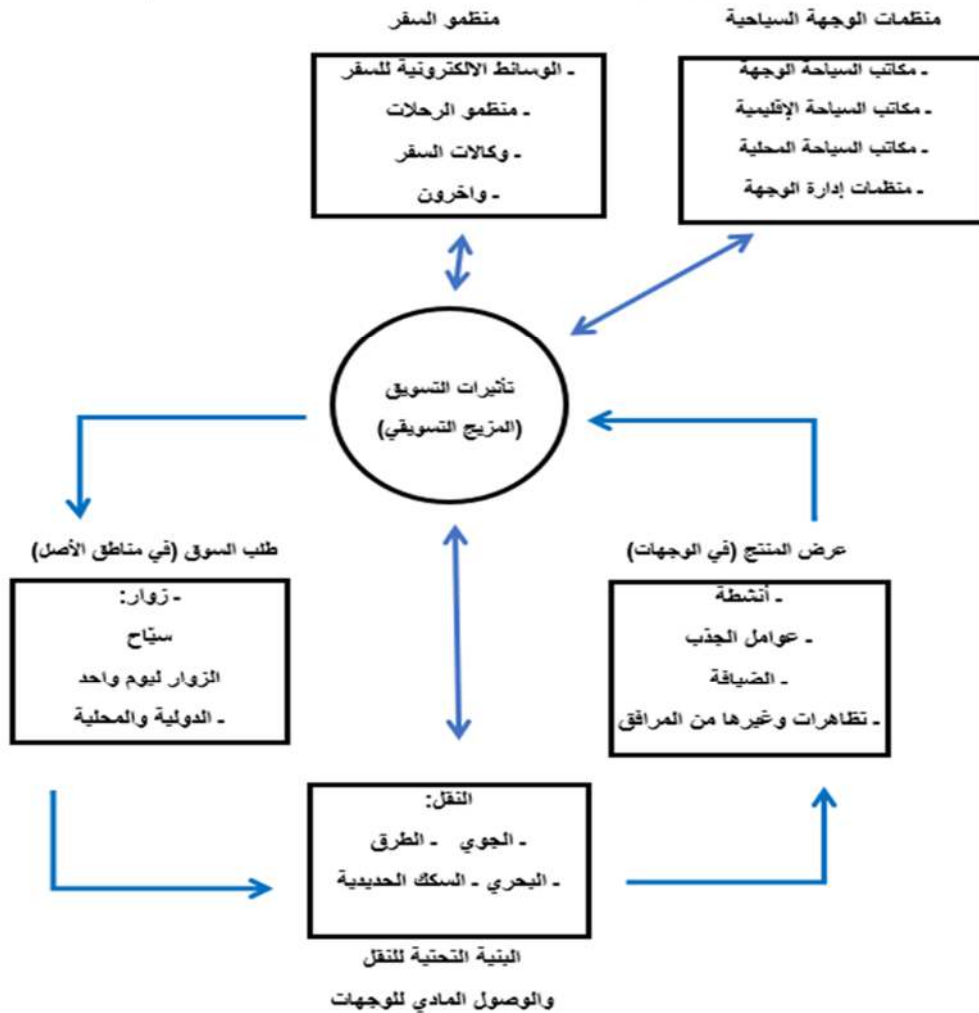 منظمات الوجهة السياحية
ـ مكاتب السياحة الوجهة
ـ مكاتب السياحة الإقليمية
ـ مكاتب السياحة المحلية
ـ منظمات إدارة الوجهة
منظمو السفر
ـ الوسائط الالكترونية للسفر
ـ منظمو الرحلات
ـ وكالات السفر
ـ واخرون
تأثيرات التسويق
(المزيج التسويقي)
عرض المنتج (في الوجهات)
ـ أنشطة
ـ عوامل الجذب
ـ الضيافة
ـ تظاهرات وغيرها من المرافق
طلب السوق (في مناطق الأصل)
ـ زوار:
سيّاح
الزوار ليوم واحد
ـ الدولية والمحلية
النقل:
ـ الجوي ـ الطرق
ـ البحري ـ السكك الحديدية
البنية التحتية للنقل
والوصول المادي للوجهات